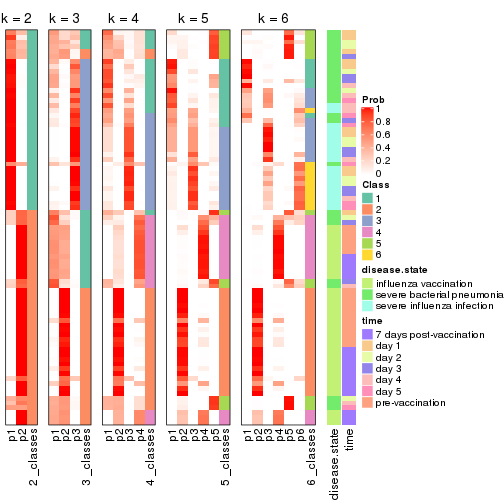 k = 2 k = 3 k = 4 k = 5 k = 6
Prob
1
0.8
0.6
0.4
0.2
0
Class
1
2
3
4
5
6
disease.state
influenza vaccination
severe bacterial pneumonia
severe influenza infection
time
7 days post-vaccination
day 1
day 2
day 3
day 4
day 5
pre-vaccination
p1
p2
2_classes
p1
p2
p3
3_classes
p1
p2
p3
p4
4_classes
p1
p2
p3
p4
p5
5_classes
p1
p2
p3
p4
p5
p6
6_classes
disease.state
time